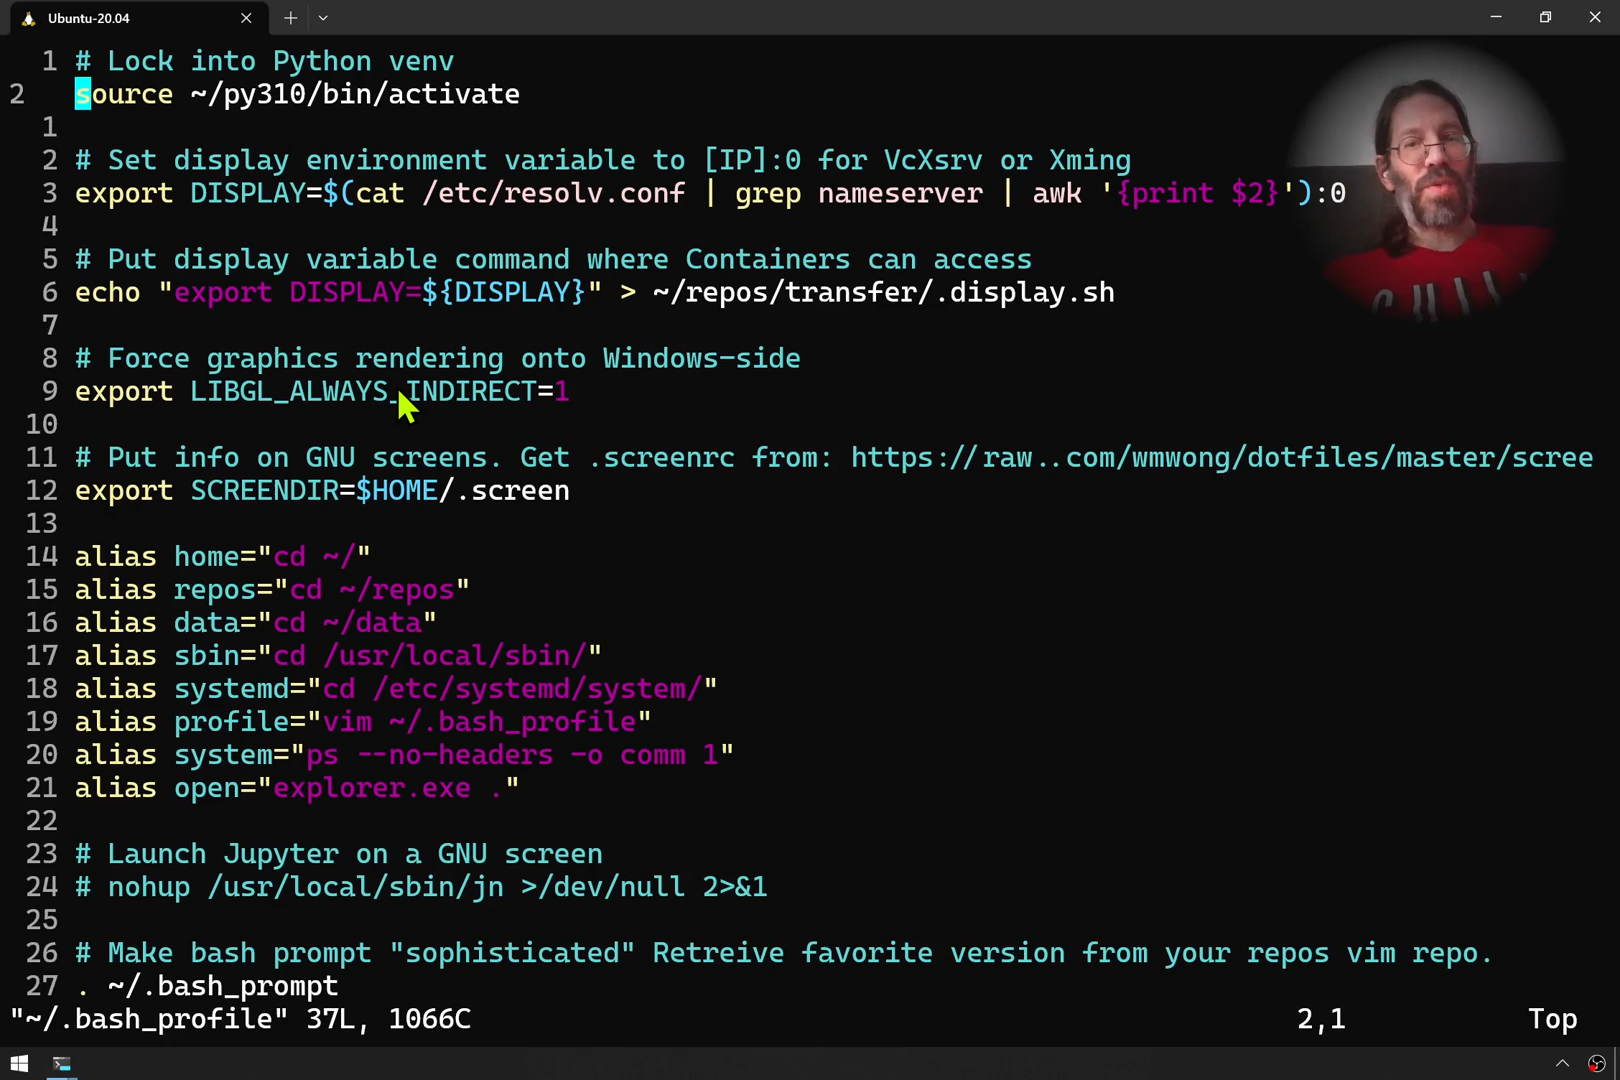 Ubuntu-20.04
1 # Lock into Python venv
2 source ~/py310/bin/activate
1
2 # Set display environment variable to [IP]:0 for VcXsrv or Xming
3 export DISPLAY=$(cat /etc/resolv.conf | grep nameserver | awk '{print $2}'):0
4
5 # Put display variable command where Containers can access
6 echo "export DISPLAY=${DISPLAY}" > ~/repos/transfer/.display.sh
7
8 # Force graphics rendering onto Windows-side
9 export LIBGL_ALWAYS_INDIRECT=1
10
11 # Put info on GNU screens. Get .screenrc from: https://raw..com/wmwong/dotfiles/master/scree
12 export SCREENDIR=$HOME/.screen
13
14 alias home="cd ~/"
15 alias repos="cd ~/repos"
16 alias data="cd ~/data"
17 alias sbin="cd /usr/local/sbin/"
18 alias systemd="cd /etc/systemd/system/"
19 alias profile="vim ~/.bash_profile"
20 alias system="ps --no-headers -o comm 1"
21 alias open="explorer.exe ."
22
23 # Launch Jupyter on a GNU screen
24 # nohup /usr/local/sbin/jn >/dev/null 2>&1
25
26 # Make bash prompt "sophisticated" Retreive favorite version from your repos vim repo.
27 . ~/.bash_prompt
"~/.bash_profile" 37L, 1066C 2,1 Top